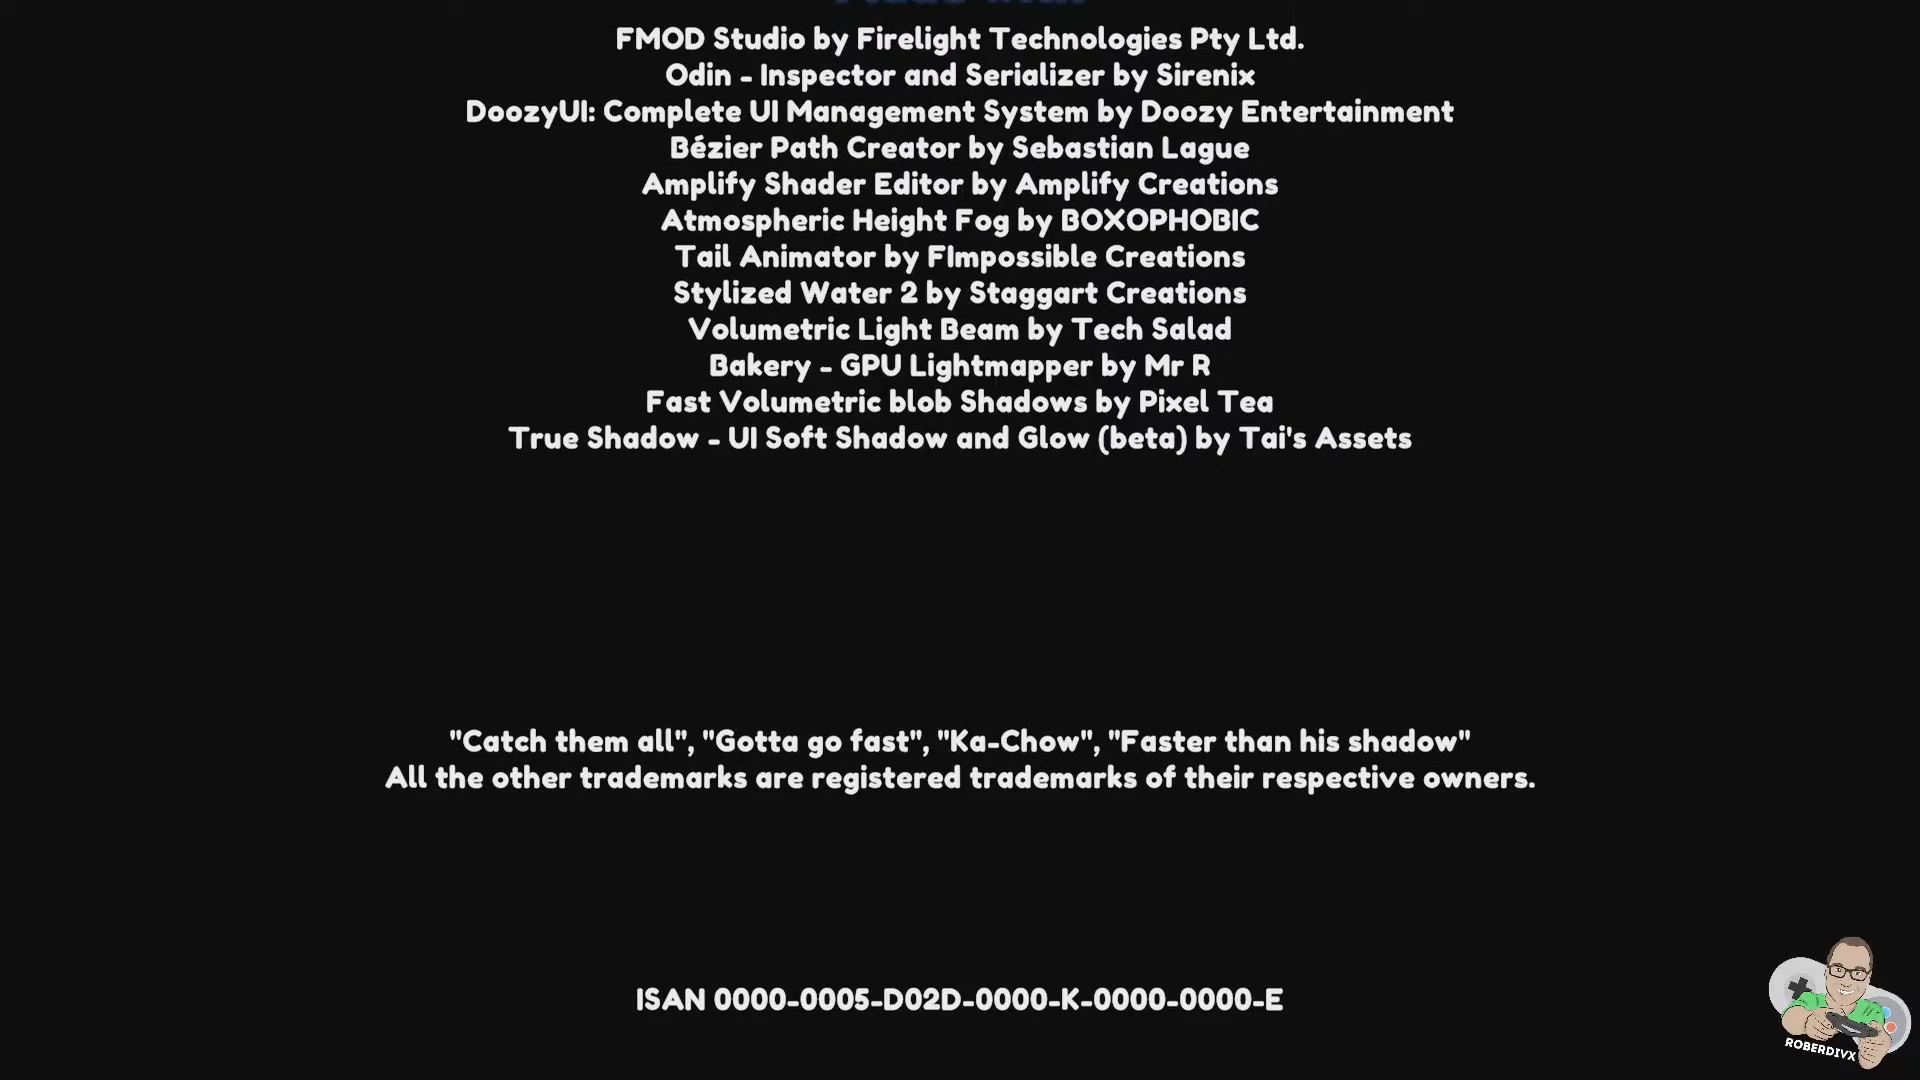 FMOD Studio by Firelight Technologies Pty Ltd.
Odin - Inspector and Serializer by Sirenix
DoozyUI: Complete UI Management System by Doozy Entertainment
Bézier Path Creator by Sebastian Lague
Amplify Shader Editor by Amplify Creations
Atmospheric Height Fog by BOXOPHOBIC
Tail Animator by FImpossible Creations
Stylized Water 2 by Staggart Creations
Volumetric Light Beam by Tech Salad
Bakery - GPU Lightmapper by Mr R
Fast Volumetric blob Shadows by Pixel Tea
True Shadow - UI Soft Shadow and Glow (beta) by Tai's Assets
"Catch them all", "Gotta go fast", "Ka-Chow", "Faster than his shadow"
All the other trademarks are registered trademarks of their respective owners.
ISAN 0000-0005-D02D-0000-K-0000-0000-E
ROBERDIVX